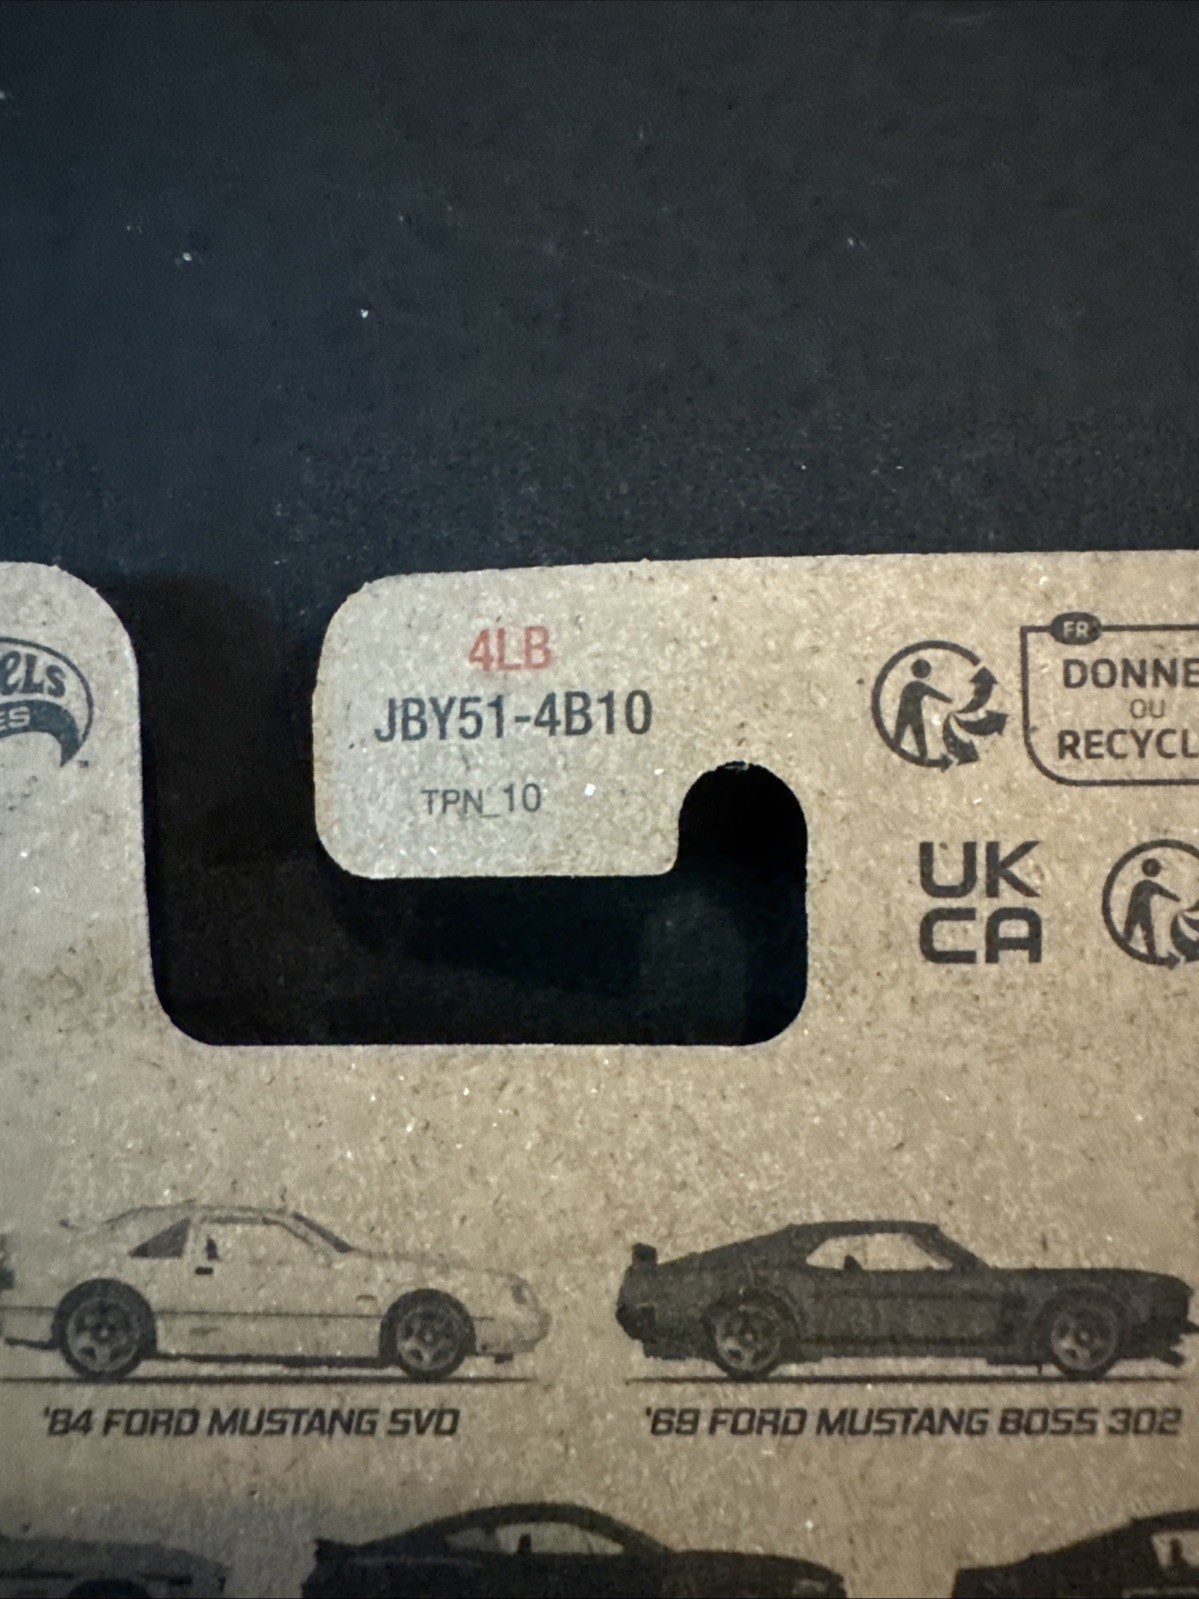 4LB
JBY51-4B10
TPN_10
FR
DONNE
OU
RECYCL
UK
CA
'84 FORD MUSTANG SVO
'69 FORD MUSTANG BOSS 302